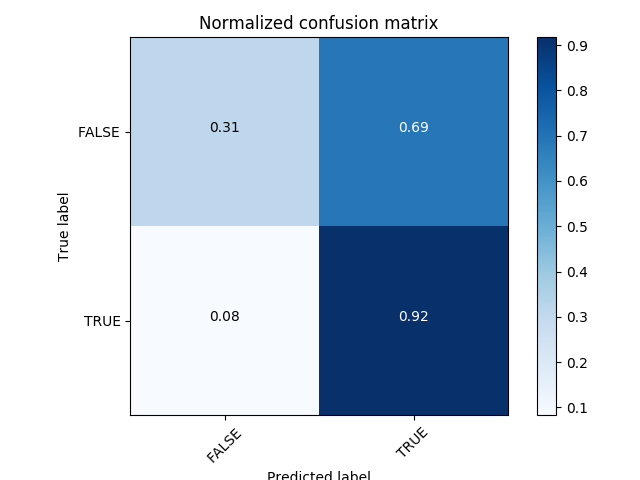 Normalized confusion matrix
True label
FALSE
0.31
0.69
TRUE
0.08
0.92
FALSE
TRUE
Predicted label
0.9
0.8
0.7
0.6
0.5
0.4
0.3
0.2
0.1